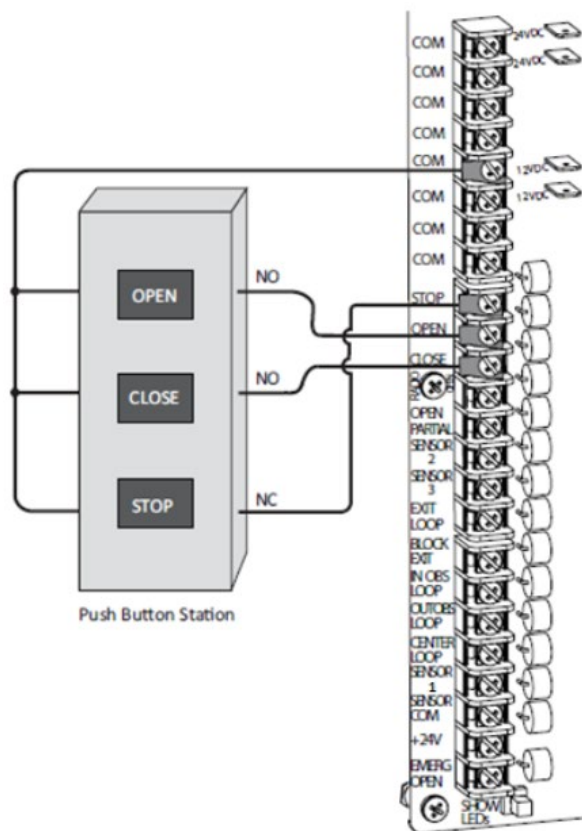 COM
24VDC
24VDC
COM
COM
COM
COM
12VDC
12VDC
COM
COM
COM
STOP
OPEN
CLOSE
OPEN
PARTIAL
SENSOR
2
SENSOR
3
EXIT
LOOP
BLOCK
EXIT
IN OBS
LOOP
OUTOBS
LOOP
CENTER
LOOP
SENSOR
1
SENSOR
COM
+24V
EMERG
OPEN
SHOW
LEDs
OPEN
NO
CLOSE
NO
STOP
NC
Push Button Station